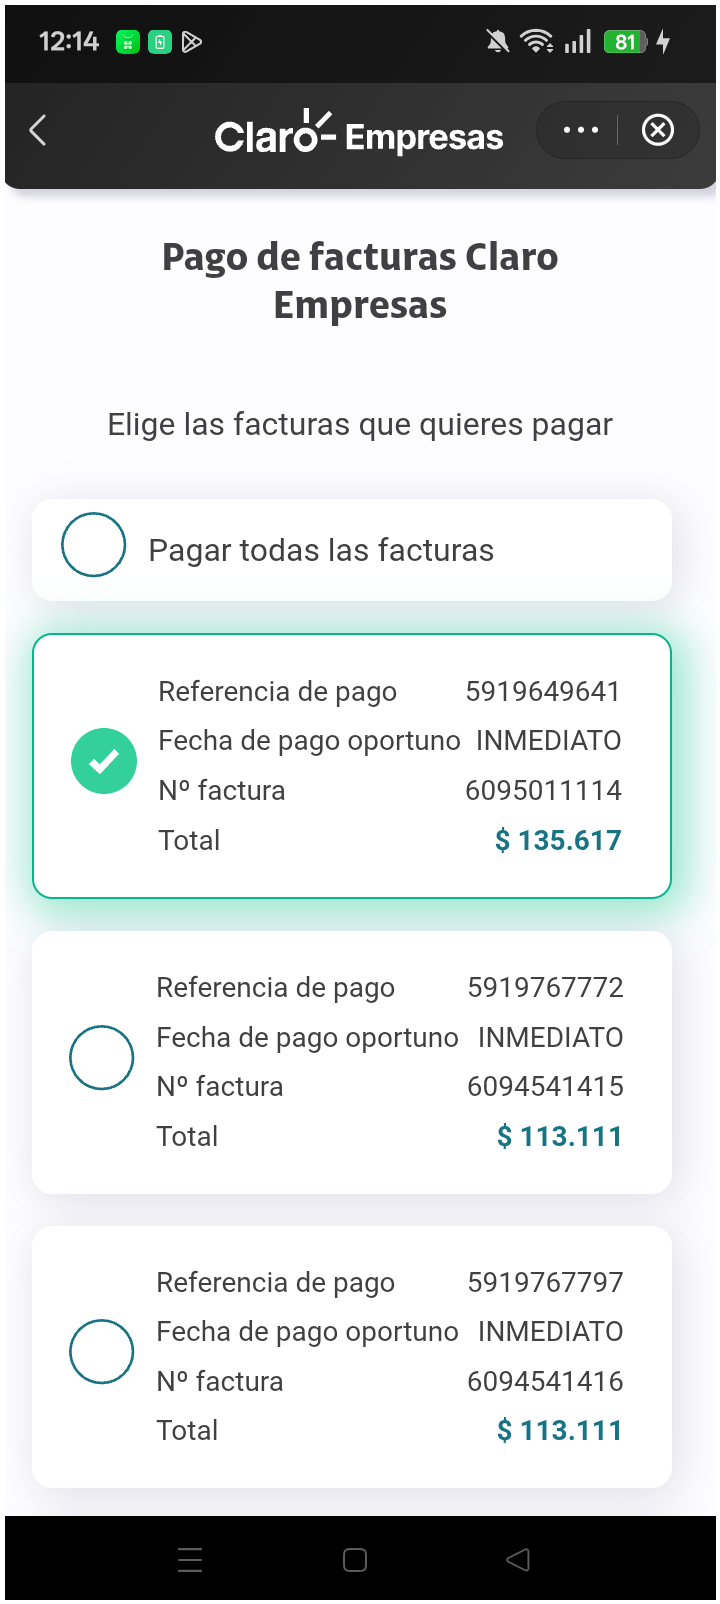 12:14
81
Claro Empresas
Pago de facturas Claro
Empresas
Elige las facturas que quieres pagar
Pagar todas las facturas
Referencia de pago 5919649641
Fecha de pago oportuno INMEDIATO
Nº factura 6095011114
Total $ 135.617
Referencia de pago 5919767772
Fecha de pago oportuno INMEDIATO
Nº factura 6094541415
Total $ 113.111
Referencia de pago 5919767797
Fecha de pago oportuno INMEDIATO
Nº factura 6094541416
Total $ 113.111